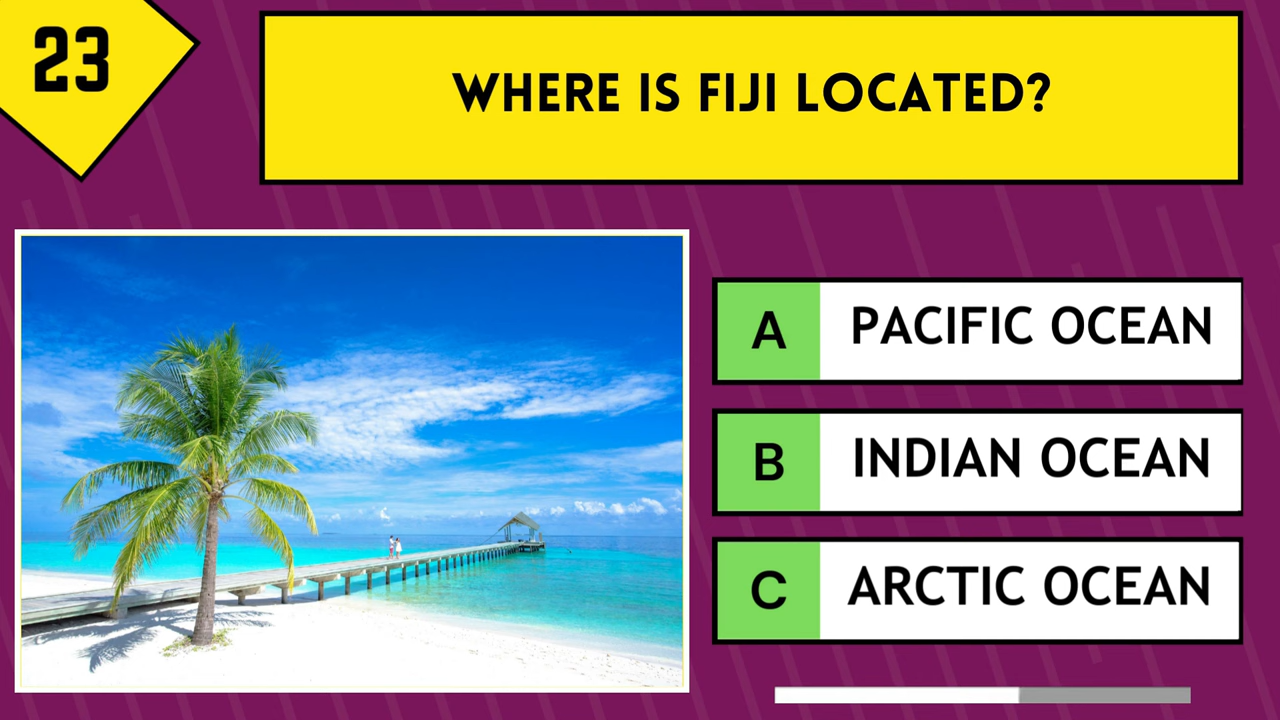 23
WHERE IS FIJI LOCATED?
A PACIFIC OCEAN
B INDIAN OCEAN
C ARCTIC OCEAN